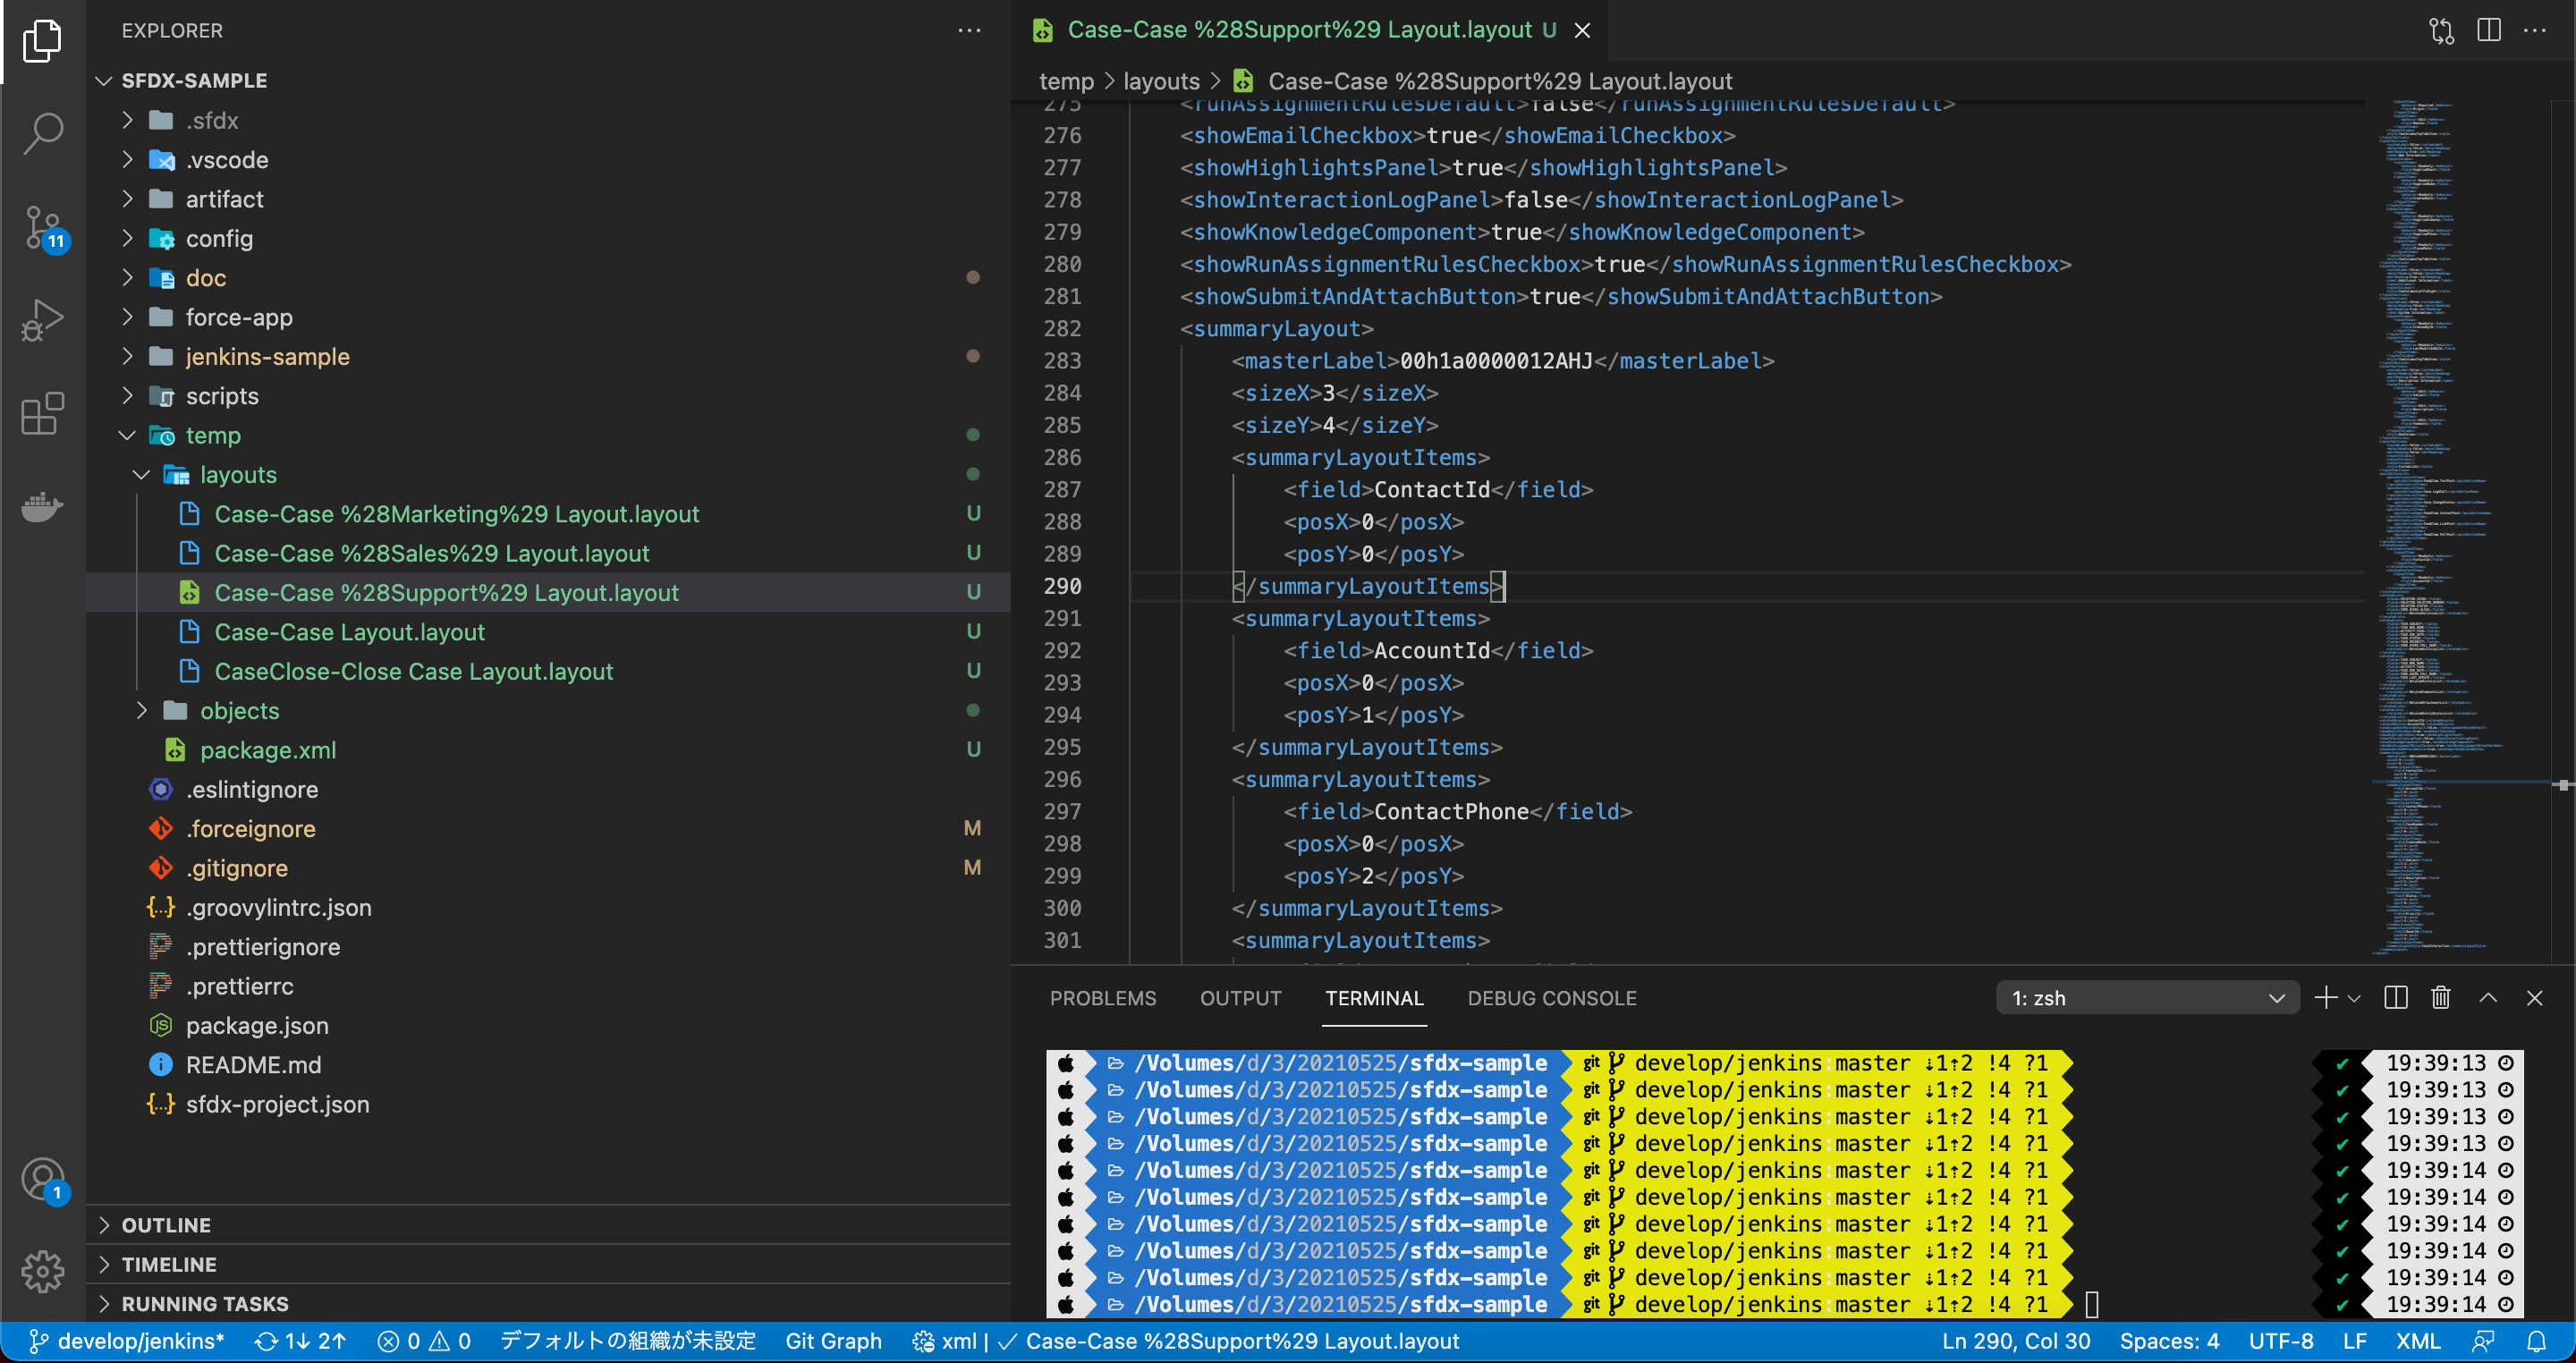 EXPLORER
SFDX-SAMPLE
.sfdx
.vscode
artifact
config
doc
force-app
jenkins-sample
scripts
temp
layouts
Case-Case %28Marketing%29 Layout.layout U
Case-Case %28Sales%29 Layout.layout U
Case-Case %28Support%29 Layout.layout U
Case-Case Layout.layout U
CaseClose-Close Case Layout.layout U
objects
package.xml U
.eslintignore
.forceignore M
.gitignore M
.groovylintrc.json
.prettierignore
.prettierrc
package.json
README.md
sfdx-project.json
OUTLINE
TIMELINE
RUNNING TASKS
11
1
Case-Case %28Support%29 Layout.layout U
temp > layouts > Case-Case %28Support%29 Layout.layout
275 <runAssignmentRulesDefault>false</runAssignmentRulesDefault>
276 <showEmailCheckbox>true</showEmailCheckbox>
277 <showHighlightsPanel>true</showHighlightsPanel>
278 <showInteractionLogPanel>false</showInteractionLogPanel>
279 <showKnowledgeComponent>true</showKnowledgeComponent>
280 <showRunAssignmentRulesCheckbox>true</showRunAssignmentRulesCheckbox>
281 <showSubmitAndAttachButton>true</showSubmitAndAttachButton>
282 <summaryLayout>
283 <masterLabel>00h1a0000012AHJ</masterLabel>
284 <sizeX>3</sizeX>
285 <sizeY>4</sizeY>
286 <summaryLayoutItems>
287 <field>ContactId</field>
288 <posX>0</posX>
289 <posY>0</posY>
290 </summaryLayoutItems>
291 <summaryLayoutItems>
292 <field>AccountId</field>
293 <posX>0</posX>
294 <posY>1</posY>
295 </summaryLayoutItems>
296 <summaryLayoutItems>
297 <field>ContactPhone</field>
298 <posX>0</posX>
299 <posY>2</posY>
300 </summaryLayoutItems>
301 <summaryLayoutItems>
PROBLEMS OUTPUT TERMINAL DEBUG CONSOLE 1: zsh
/Volumes/d/3/20210525/sfdx-sample git develop/jenkins:master ⇣1⇡2 !4 ?1 ✔ 19:39:13
/Volumes/d/3/20210525/sfdx-sample git develop/jenkins:master ⇣1⇡2 !4 ?1 ✔ 19:39:13
/Volumes/d/3/20210525/sfdx-sample git develop/jenkins:master ⇣1⇡2 !4 ?1 ✔ 19:39:13
/Volumes/d/3/20210525/sfdx-sample git develop/jenkins:master ⇣1⇡2 !4 ?1 ✔ 19:39:13
/Volumes/d/3/20210525/sfdx-sample git develop/jenkins:master ⇣1⇡2 !4 ?1 ✔ 19:39:14
/Volumes/d/3/20210525/sfdx-sample git develop/jenkins:master ⇣1⇡2 !4 ?1 ✔ 19:39:14
/Volumes/d/3/20210525/sfdx-sample git develop/jenkins:master ⇣1⇡2 !4 ?1 ✔ 19:39:14
/Volumes/d/3/20210525/sfdx-sample git develop/jenkins:master ⇣1⇡2 !4 ?1 ✔ 19:39:14
/Volumes/d/3/20210525/sfdx-sample git develop/jenkins:master ⇣1⇡2 !4 ?1 ✔ 19:39:14
/Volumes/d/3/20210525/sfdx-sample git develop/jenkins:master ⇣1⇡2 !4 ?1 ✔ 19:39:14
develop/jenkins* 1↓ 2↑ 0 0 デフォルトの組織が未設定 Git Graph xml | ✓ Case-Case %28Support%29 Layout.layout Ln 290, Col 30 Spaces: 4 UTF-8 LF XML